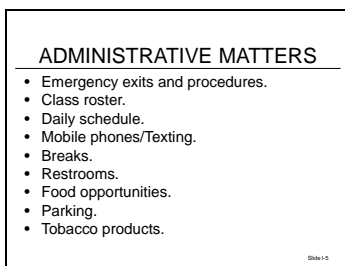 ADMINISTRATIVE MATTERS
• Emergency exits and procedures.
• Class roster.
• Daily schedule.
• Mobile phones/Texting.
• Breaks.
• Restrooms.
• Food opportunities.
• Parking.
• Tobacco products.
Slide I-5